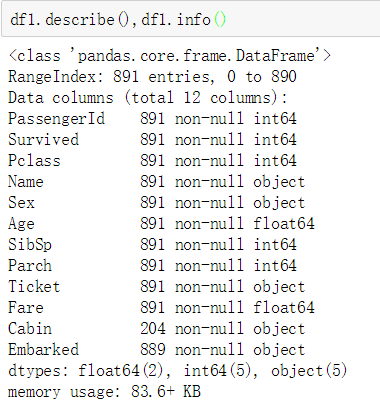 df1.describe(),df1.info()
<class 'pandas.core.frame.DataFrame'>
RangeIndex: 891 entries, 0 to 890
Data columns (total 12 columns):
PassengerId    891 non-null int64
Survived       891 non-null int64
Pclass         891 non-null int64
Name           891 non-null object
Sex            891 non-null object
Age            891 non-null float64
SibSp          891 non-null int64
Parch          891 non-null int64
Ticket         891 non-null object
Fare           891 non-null float64
Cabin          204 non-null object
Embarked       889 non-null object
dtypes: float64(2), int64(5), object(5)
memory usage: 83.6+ KB